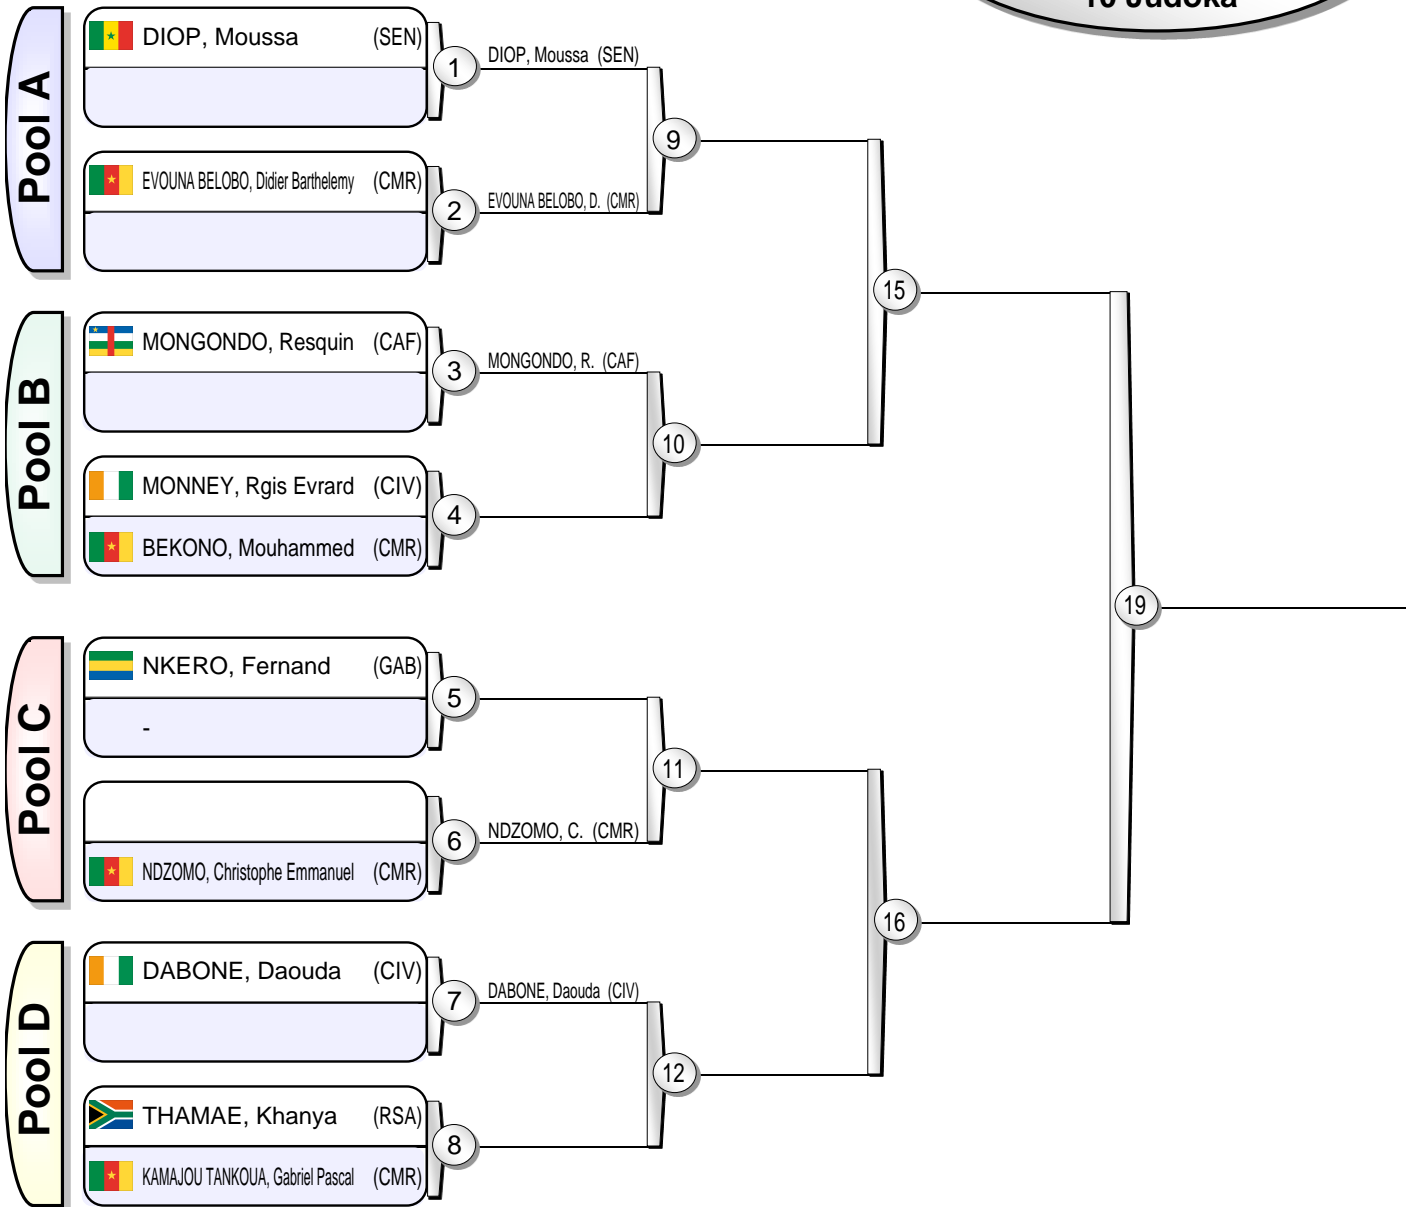 10 Judoka
Pool A
DIOP, Moussa (SEN)
1
DIOP, Moussa (SEN)
9
EVOUNA BELOBO, Didier Barthelemy (CMR)
2
EVOUNA BELOBO, D. (CMR)
15
Pool B
MONGONDO, Resquin (CAF)
3
MONGONDO, R. (CAF)
10
MONNEY, Rgis Evrard (CIV)
4
BEKONO, Mouhammed (CMR)
19
Pool C
NKERO, Fernand (GAB)
5
-
11
6
NDZOMO, C. (CMR)
NDZOMO, Christophe Emmanuel (CMR)
16
Pool D
DABONE, Daouda (CIV)
7
DABONE, Daouda (CIV)
12
THAMAE, Khanya (RSA)
8
KAMAJOU TANKOUA, Gabriel Pascal (CMR)